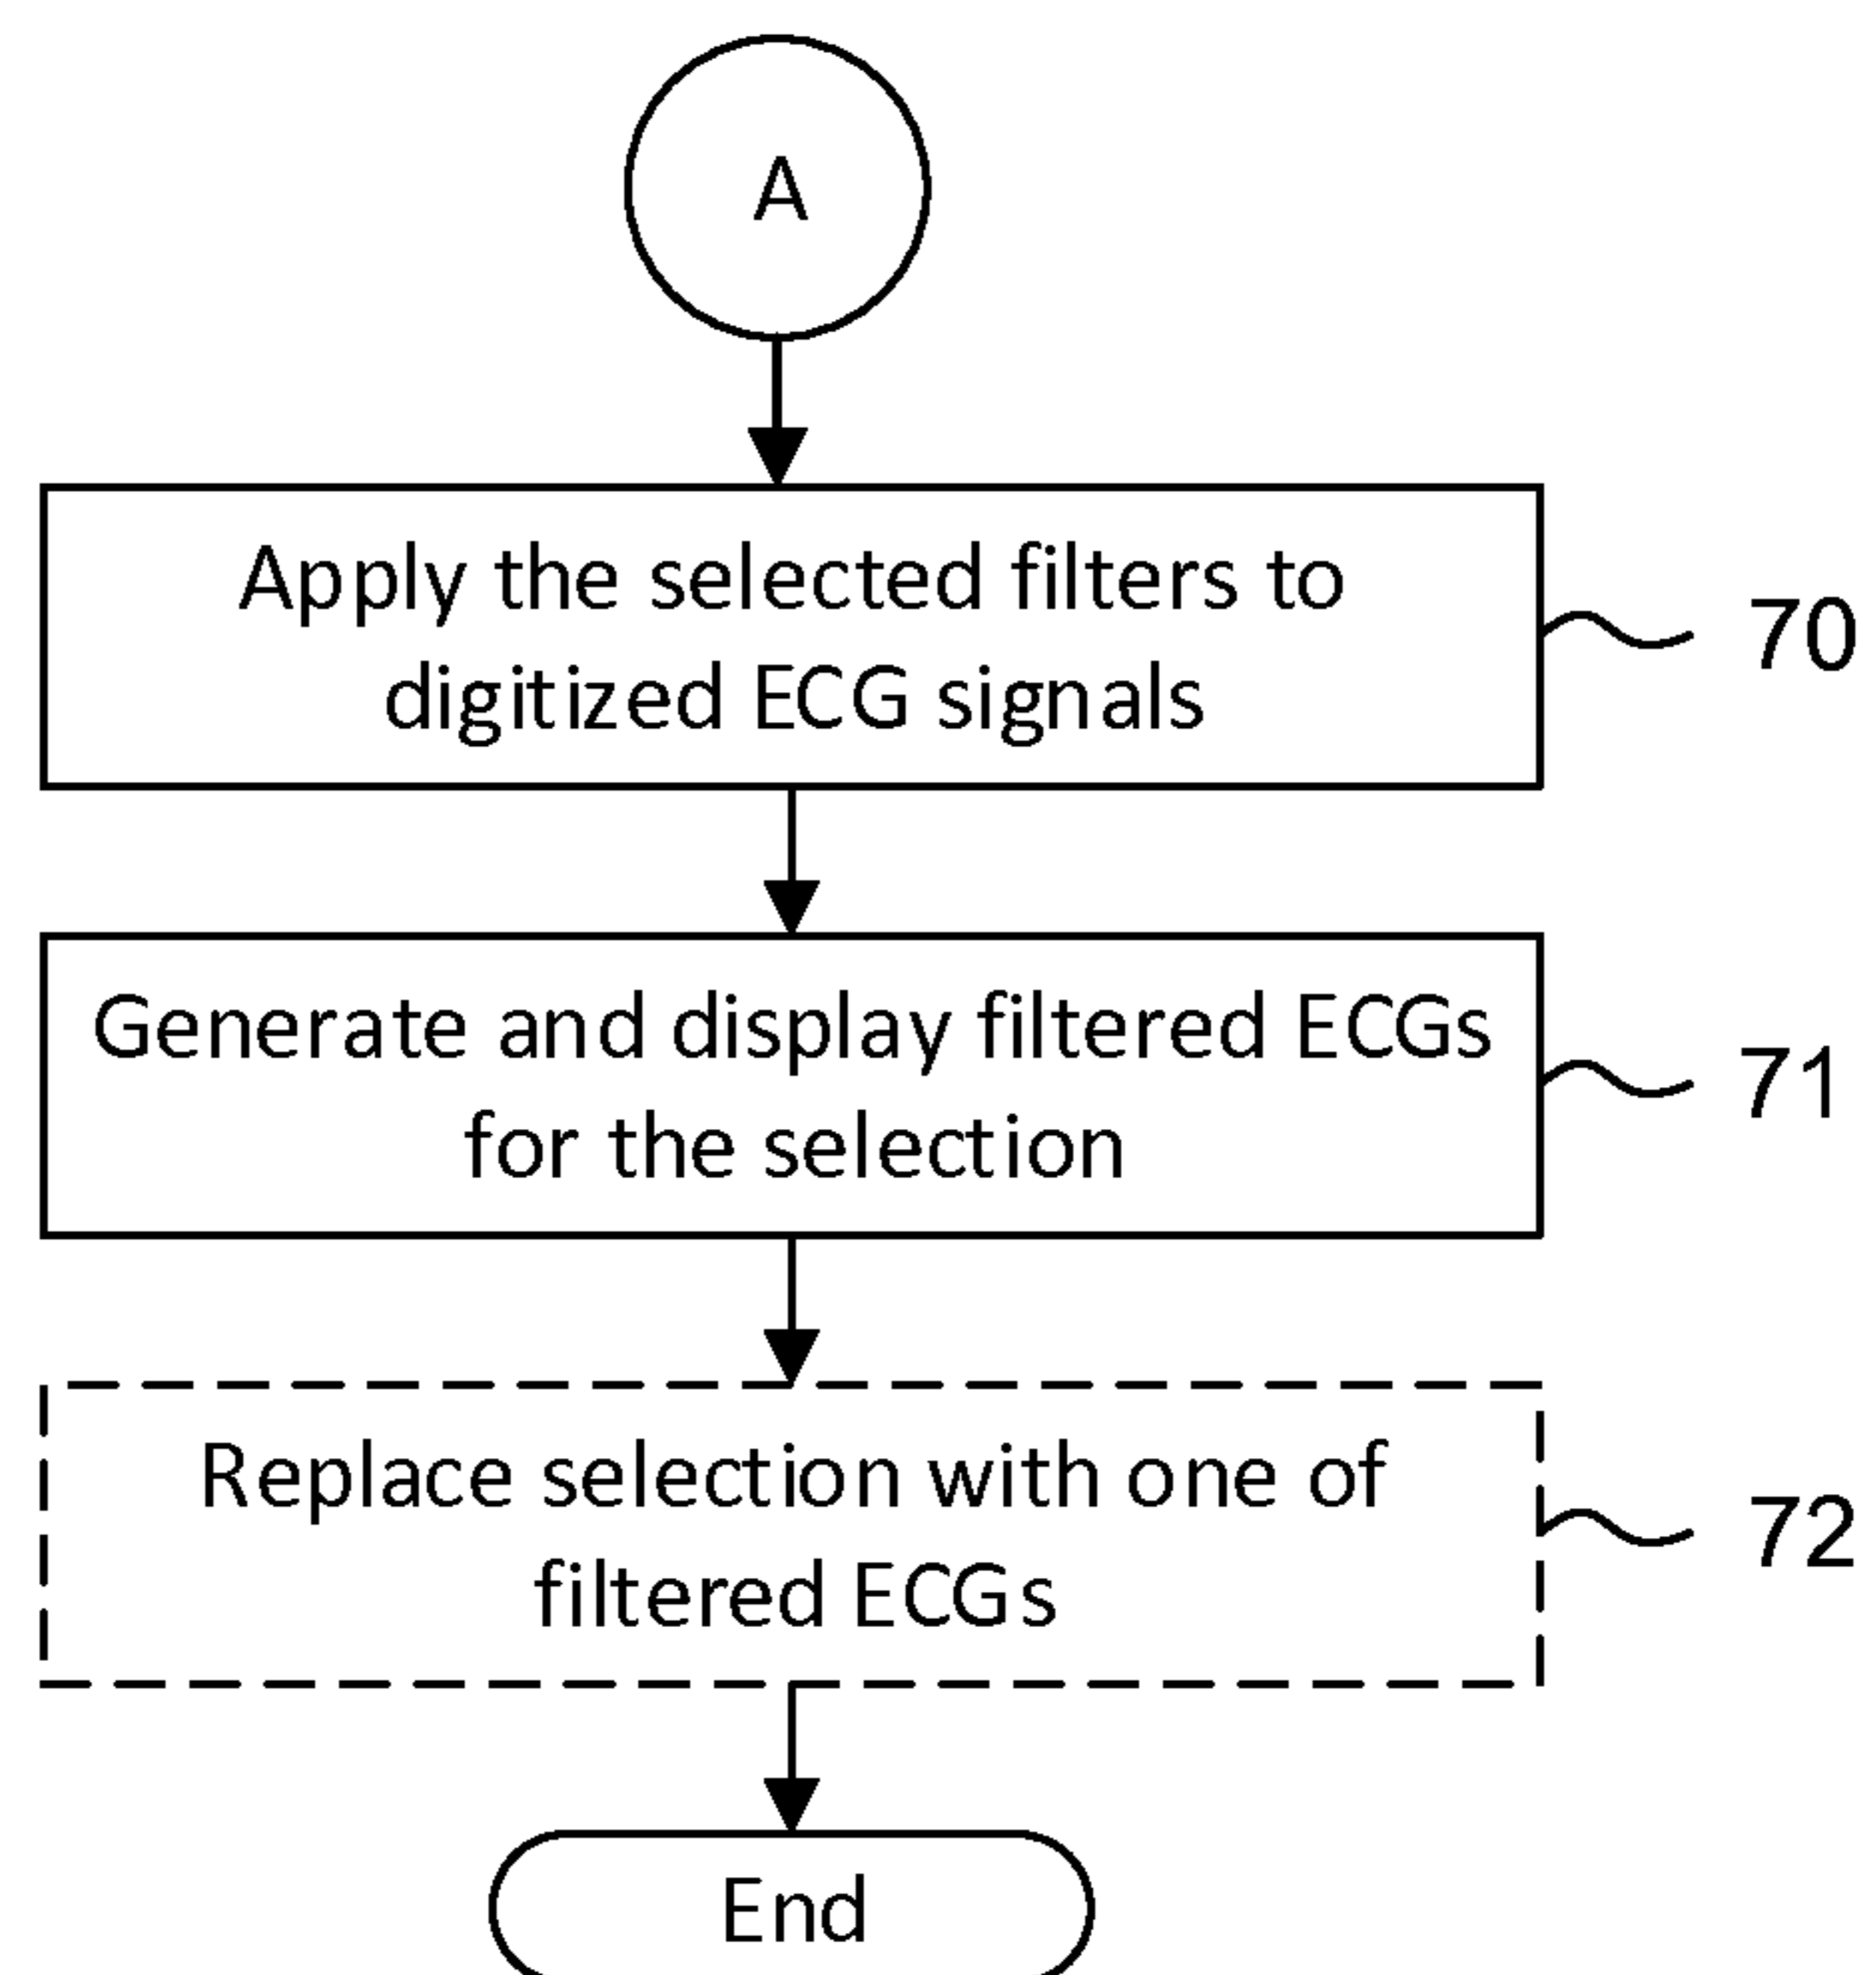 A
Apply the selected filters to
digitized ECG signals
70
Generate and display filtered ECGs
for the selection
71
Replace selection with one of
filtered ECGs
72
End